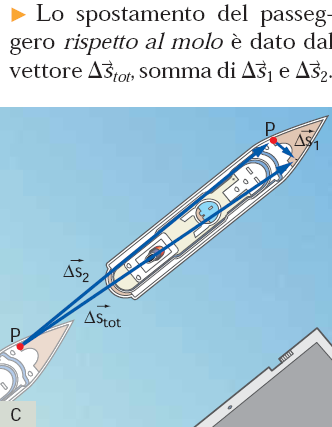 ► Lo spostamento del passeg-
gero rispetto al molo è dato dal
vettore Δs⃗tot, somma di Δs⃗1 e Δs⃗2.
P
Δs⃗1
Δs⃗2
Δs⃗tot
P
C